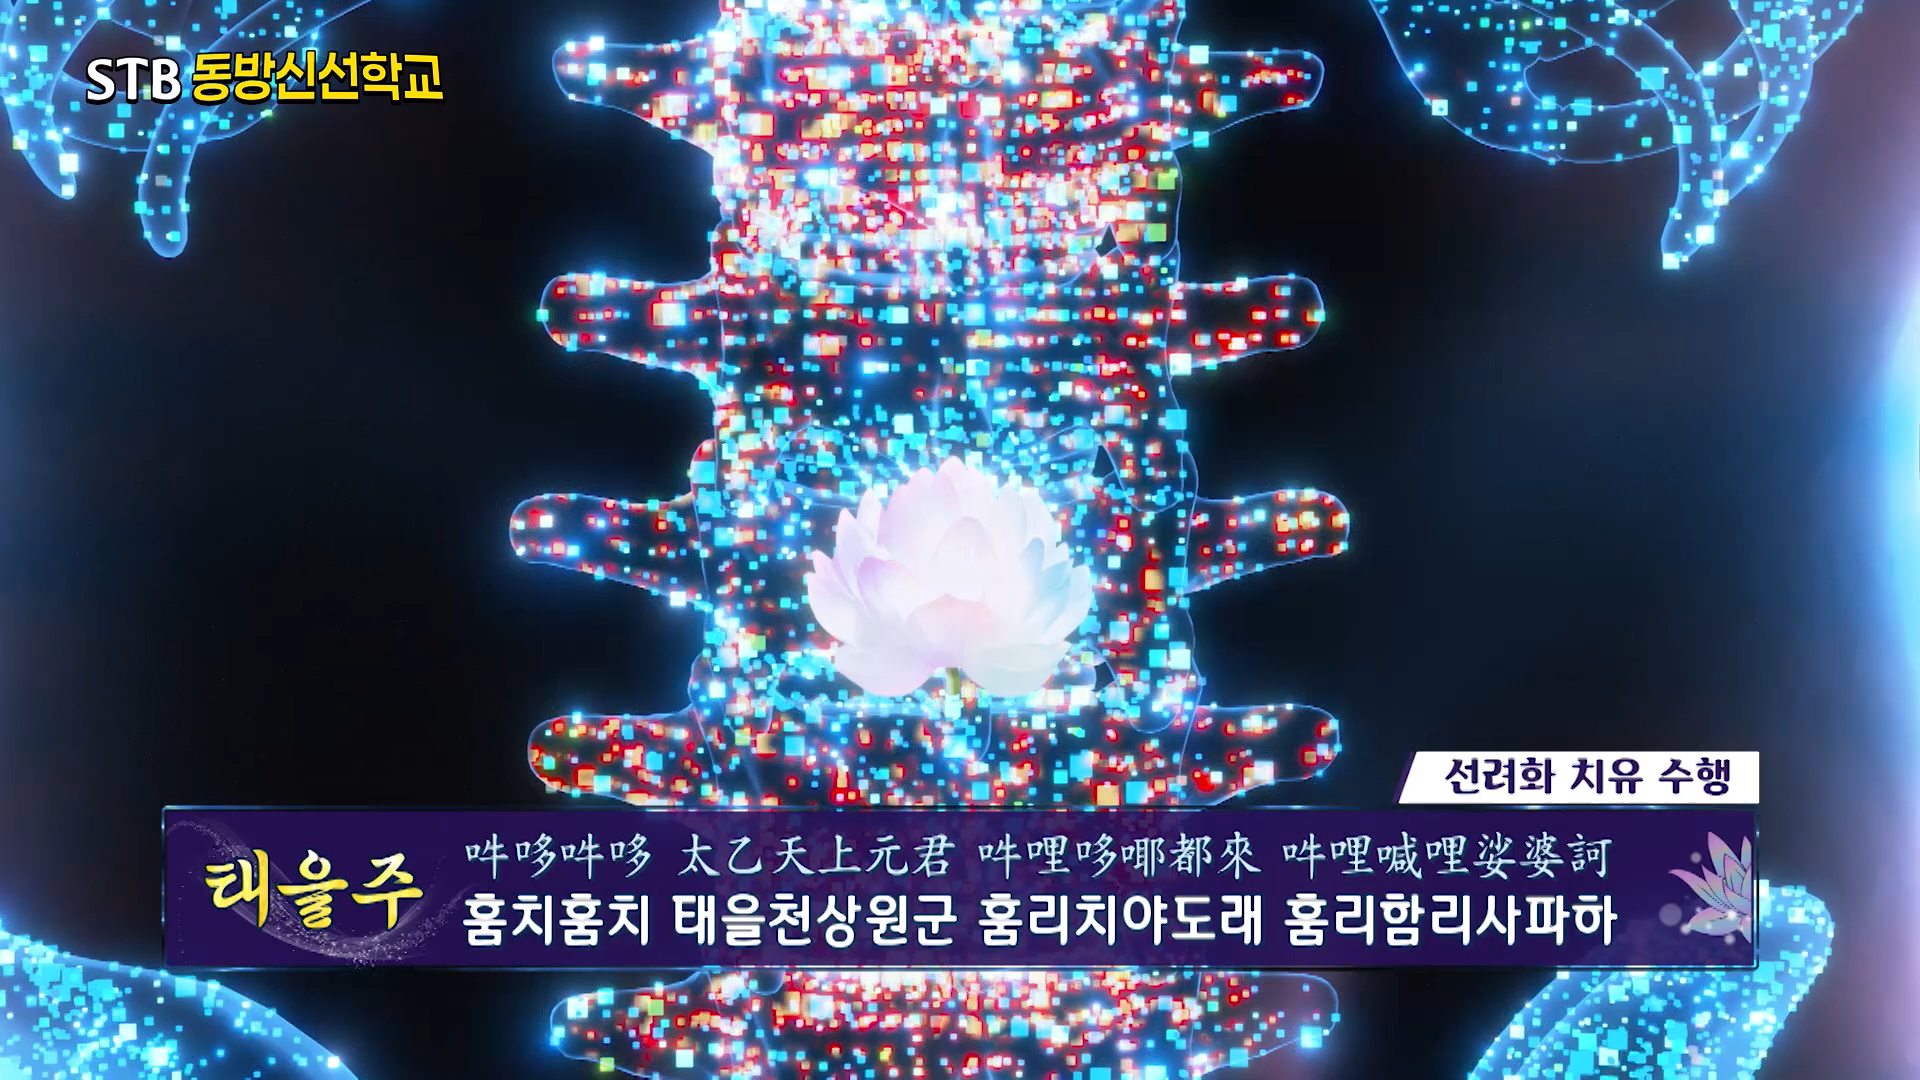 STB 동방신선학교
선려화 치유 수행
태을주
吽哆吽哆 太乙天上元君 吽哩哆哪都來 吽哩喊哩娑婆訶
훔치훔치 태을천상원군 훔리치야도래 훔리함리사파하